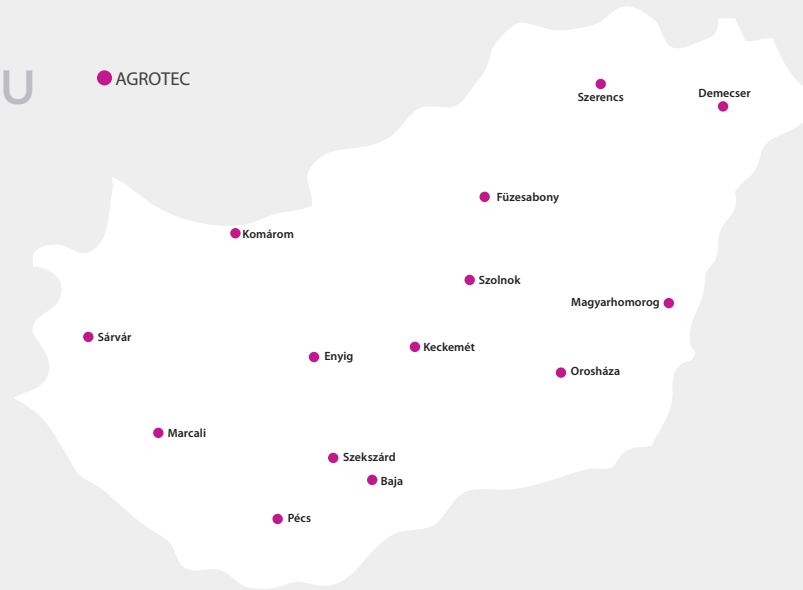 U
AGROTEC
Szerencs
Demecser
Füzesabony
Komárom
Szolnok
Magyarhomorog
Sárvár
Keckemét
Enyig
Orosháza
Marcali
Szekszárd
Baja
Pécs